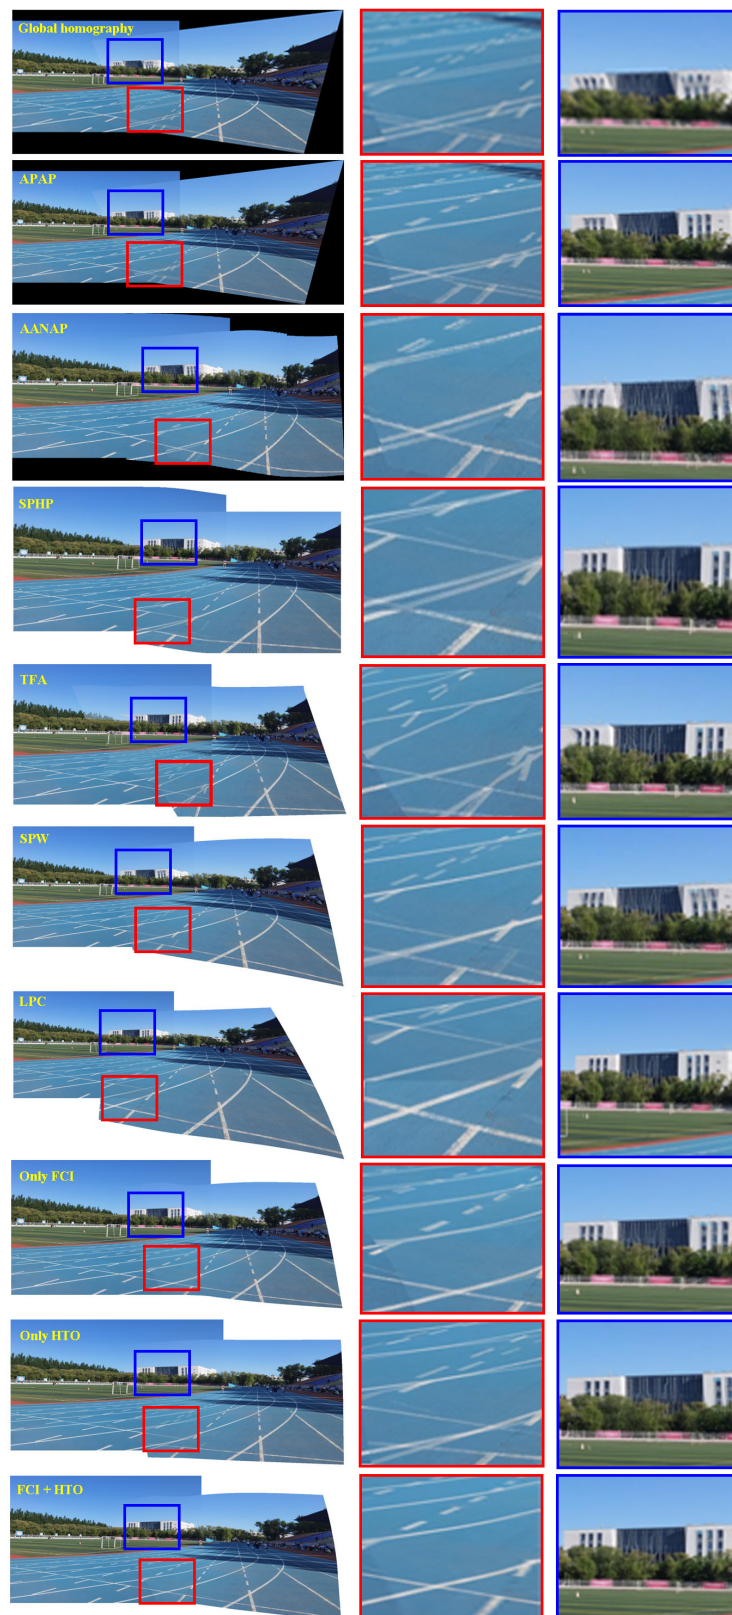 Global homography
APAP
AANAP
SPHP
TFA
SPW
LPC
Only FCI
Only HTO
FCI + HTO